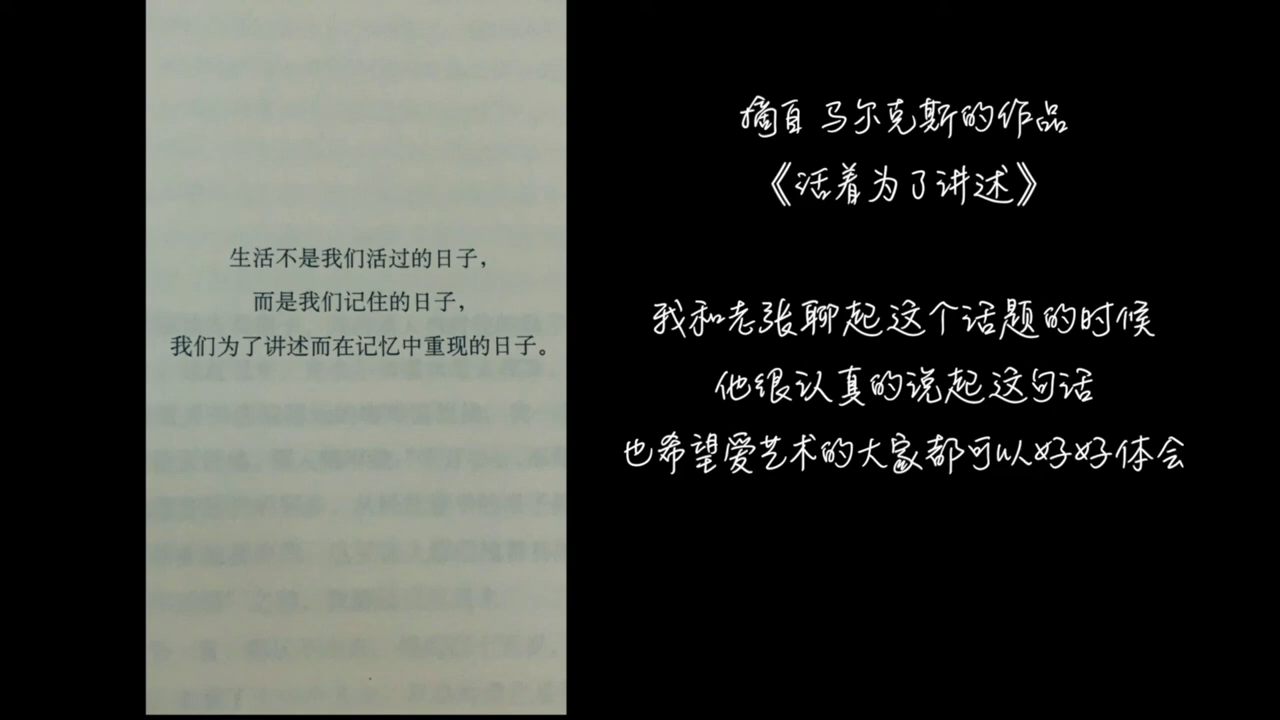 生活不是我们活过的日子，
而是我们记住的日子，
我们为了讲述而在记忆中重现的日子。
摘自 马尔克斯的作品
《活着为了讲述》
我和老张聊起这个话题的时候
他很认真的说起这句话
也希望爱艺术的大家都可以好好体会